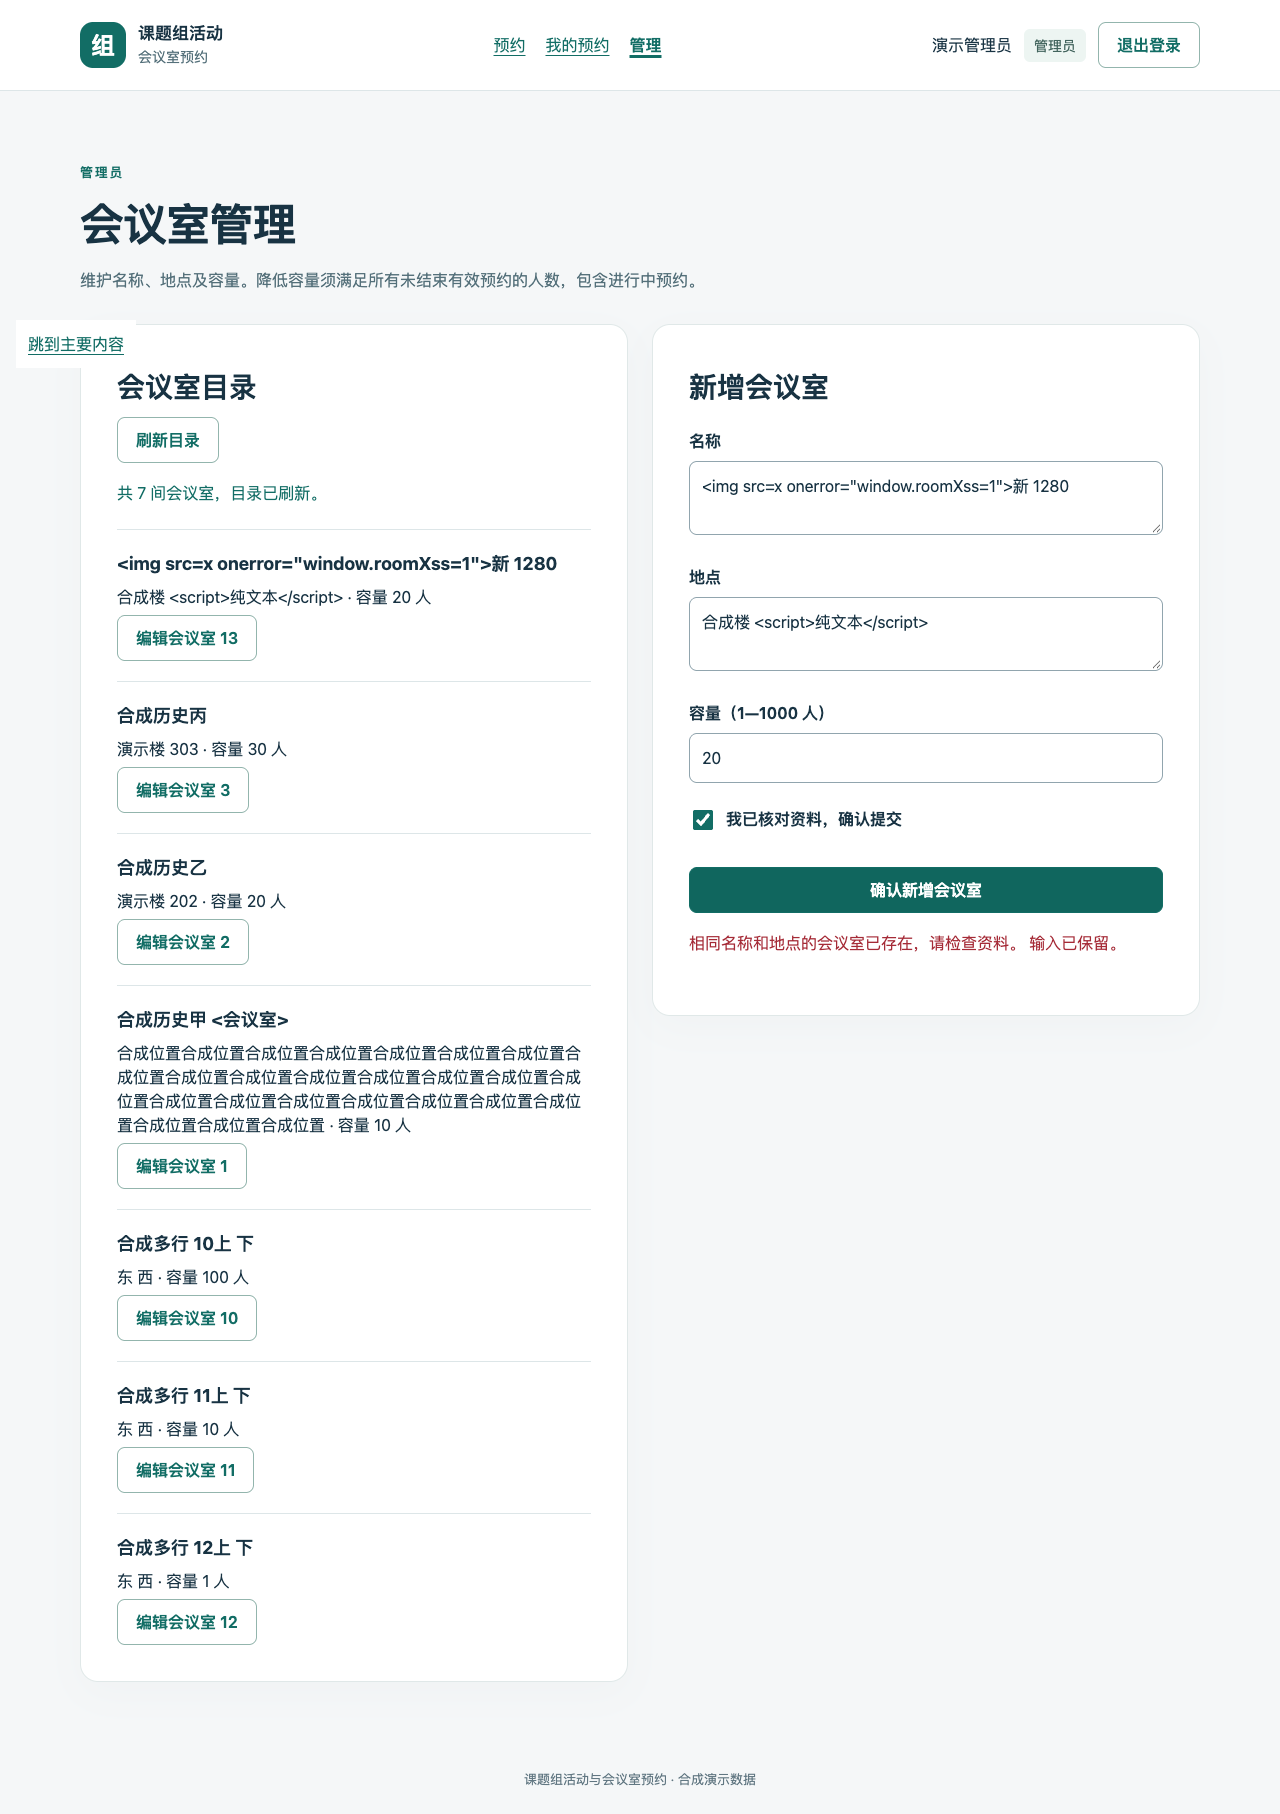 组
课题组活动
会议室预约
预约 我的预约 管理
演示管理员 管理员 退出登录
管理员
会议室管理
维护名称、地点及容量。降低容量须满足所有未结束有效预约的人数，包含进行中预约。
跳到主要内容
会议室目录
刷新目录
共 7 间会议室，目录已刷新。
<img src=x onerror="window.roomXss=1">新 1280
合成楼 <script>纯文本</script> · 容量 20 人
编辑会议室 13
合成历史丙
演示楼 303 · 容量 30 人
编辑会议室 3
合成历史乙
演示楼 202 · 容量 20 人
编辑会议室 2
合成历史甲 <会议室>
合成位置合成位置合成位置合成位置合成位置合成位置合成位置合
成位置合成位置合成位置合成位置合成位置合成位置合成位置合成
位置合成位置合成位置合成位置合成位置合成位置合成位置合成位
置合成位置合成位置合成位置 · 容量 10 人
编辑会议室 1
合成多行 10上 下
东 西 · 容量 100 人
编辑会议室 10
合成多行 11上 下
东 西 · 容量 10 人
编辑会议室 11
合成多行 12上 下
东 西 · 容量 1 人
编辑会议室 12
新增会议室
名称
<img src=x onerror="window.roomXss=1">新 1280
地点
合成楼 <script>纯文本</script>
容量（1—1000 人）
20
我已核对资料，确认提交
确认新增会议室
相同名称和地点的会议室已存在，请检查资料。 输入已保留。
课题组活动与会议室预约 · 合成演示数据